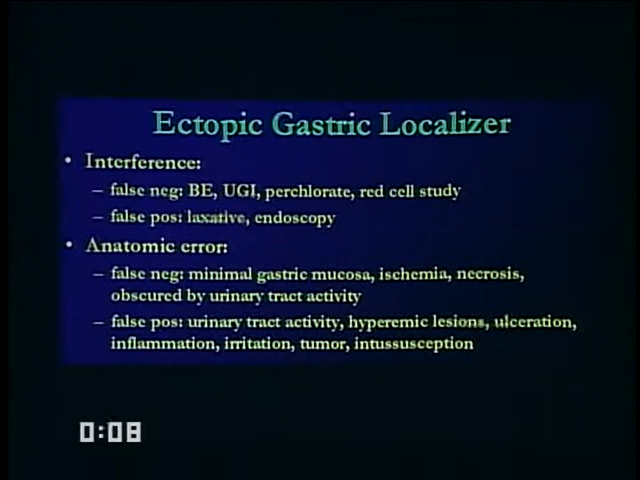 Ectopic Gastric Localizer
• Interference:
– false neg: BE, UGI, perchlorate, red cell study
– false pos: laxative, endoscopy
• Anatomic error:
– false neg: minimal gastric mucosa, ischemia, necrosis,
obscured by urinary tract activity
– false pos: urinary tract activity, hyperemic lesions, ulceration,
inflammation, irritation, tumor, intussusception
0:08